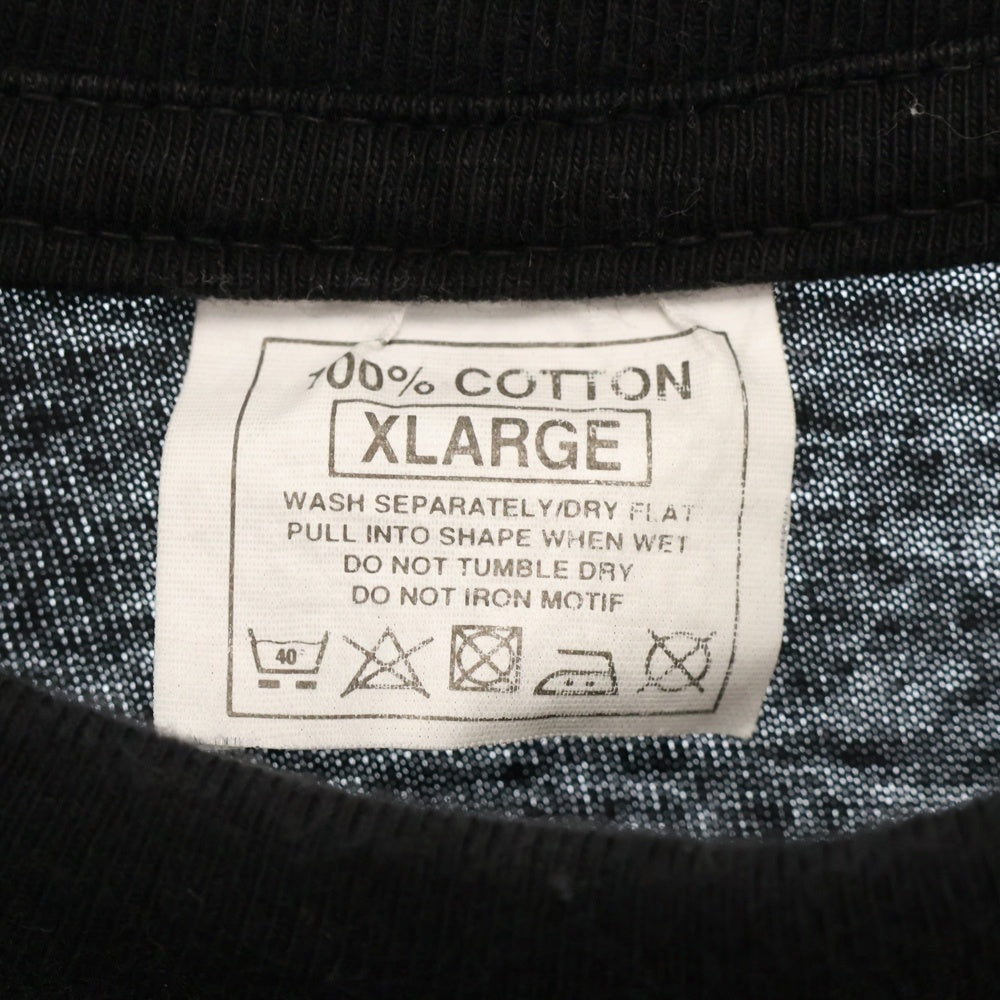 100% COTTON
XLARGE
WASH SEPARATELY/DRY FLAT
PULL INTO SHAPE WHEN WET
DO NOT TUMBLE DRY
DO NOT IRON MOTIF
40°